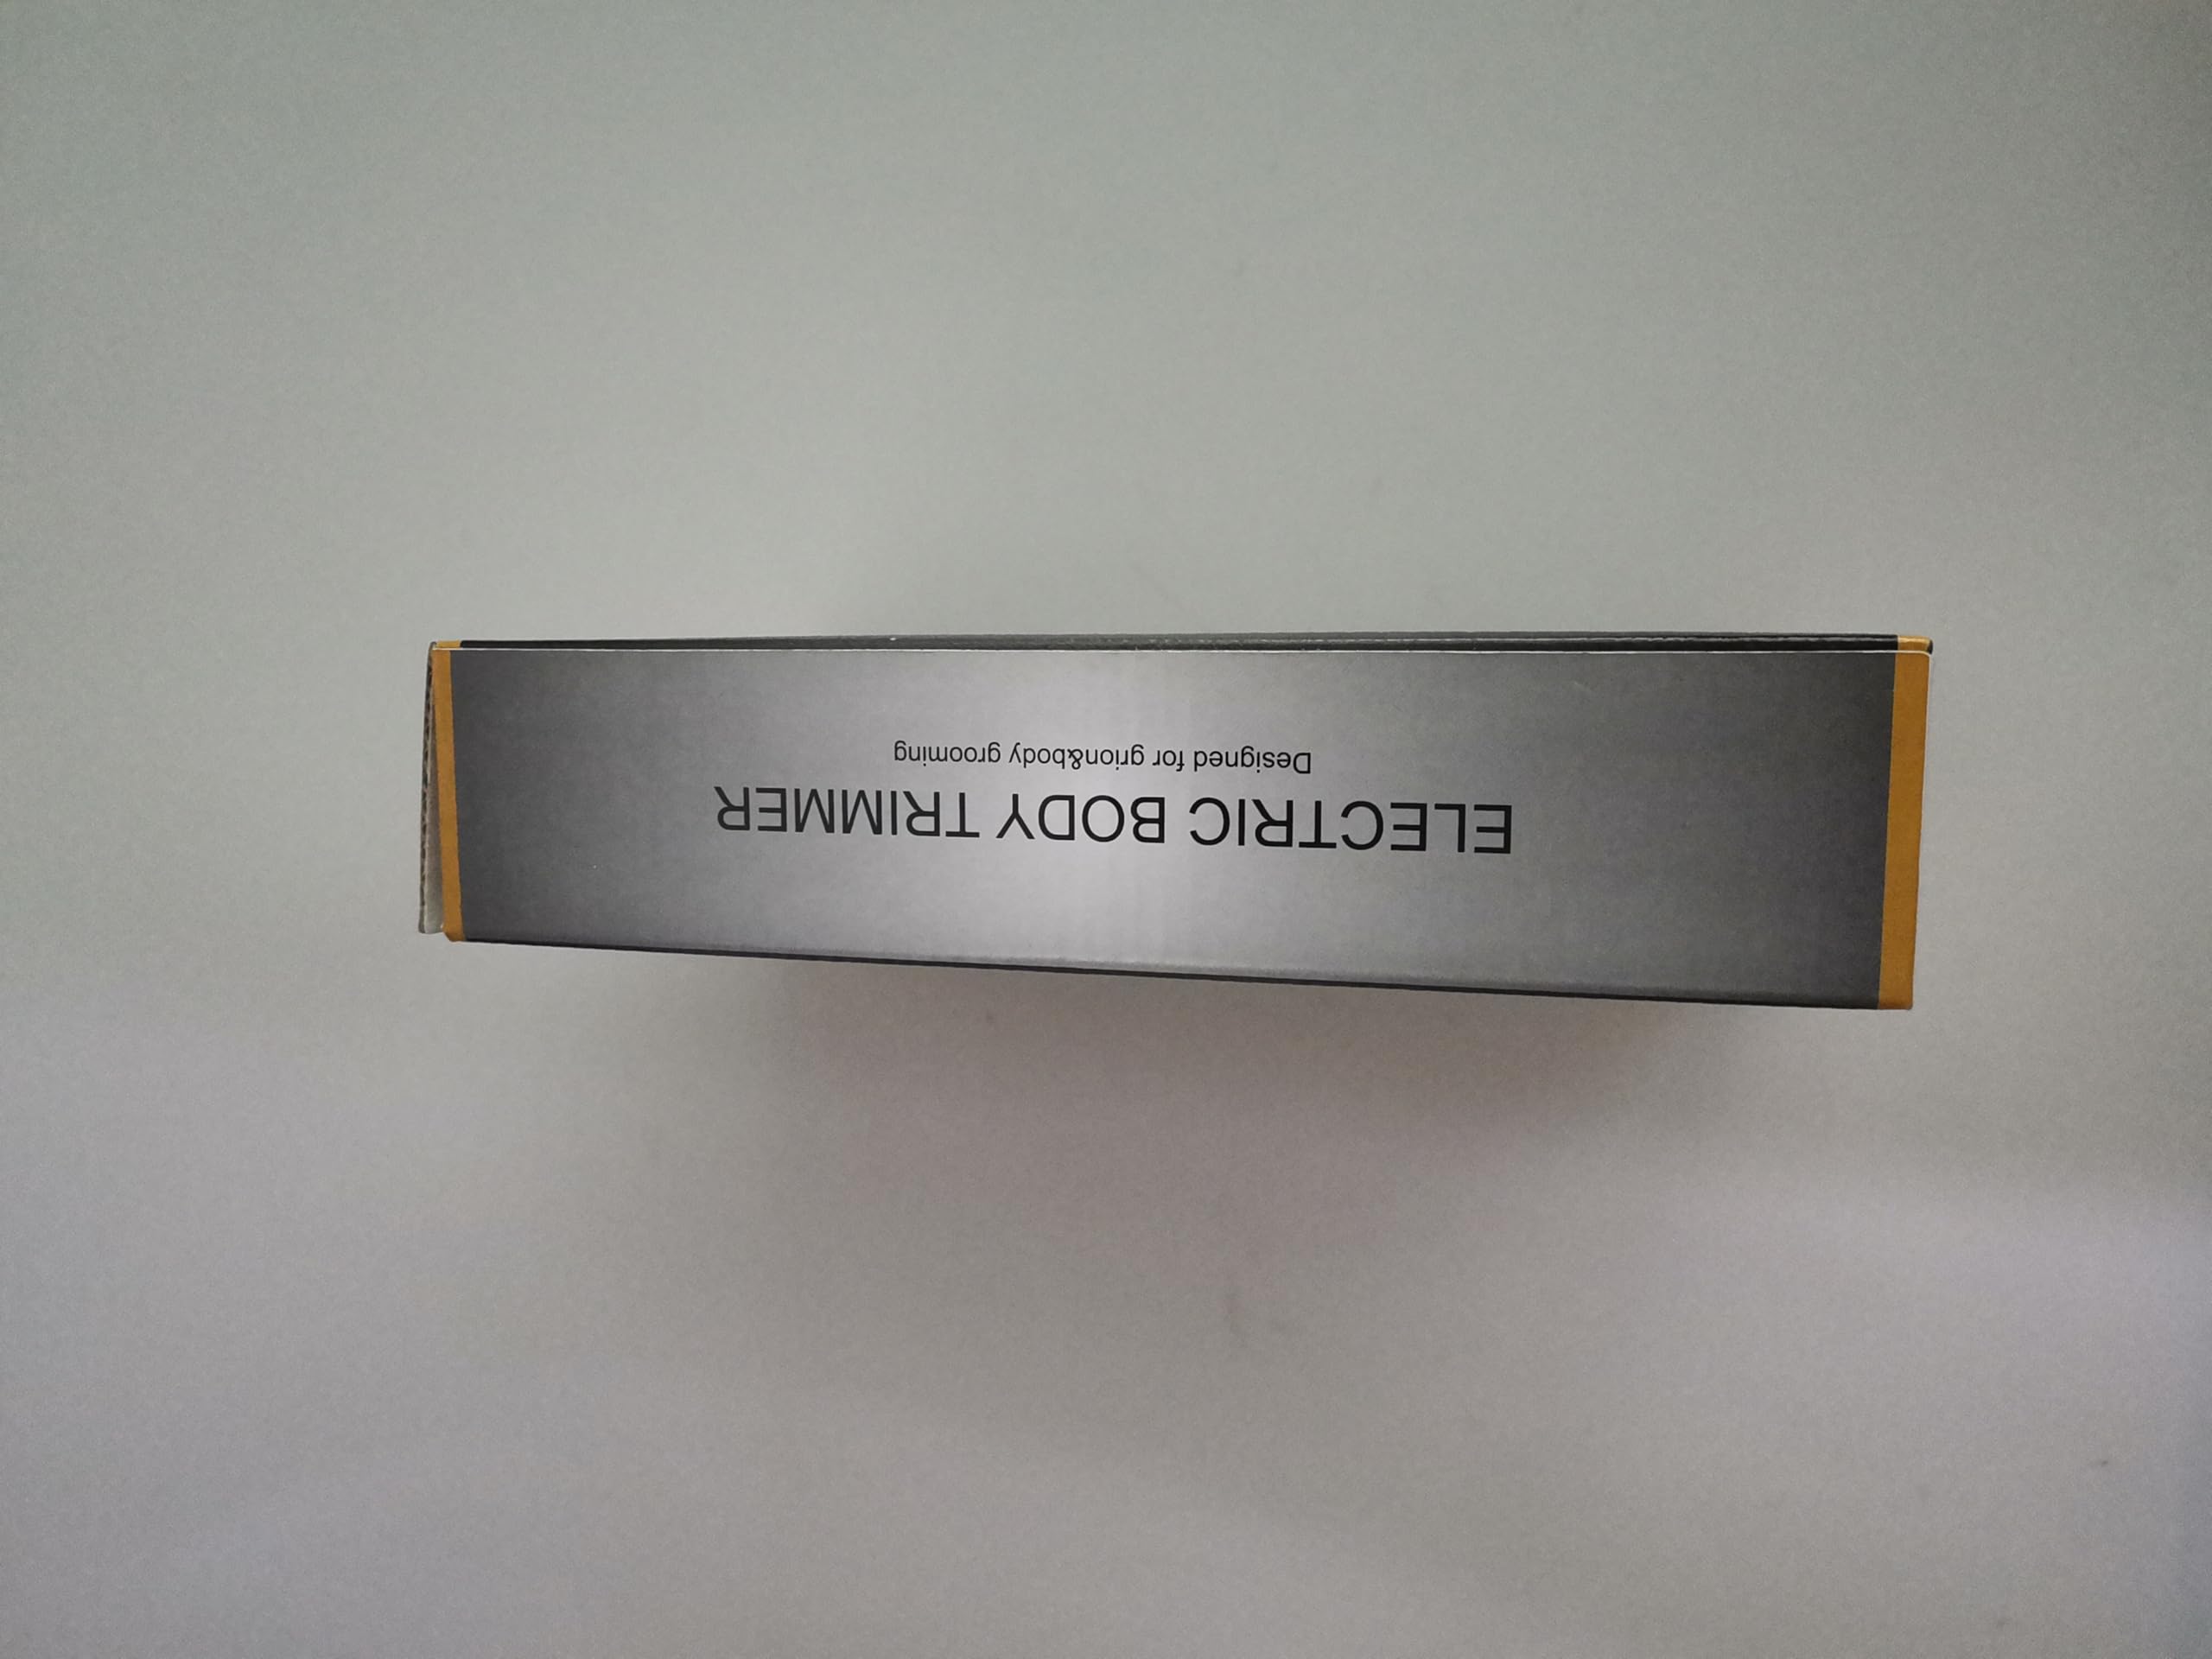 ELECTRIC BODY TRIMMER
Designed for grion&body grooming